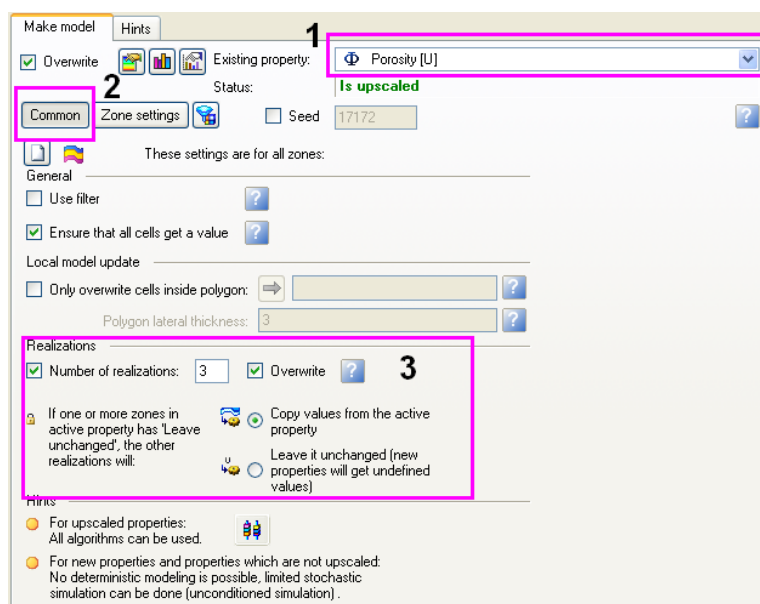 Make model Hints
1
Overwrite Existing property: Φ Porosity [U]
2 Status: Is upscaled
Common Zone settings Seed 17172 ?
These settings are for all zones:
General
Use filter ?
Ensure that all cells get a value ?
Local model update
Only overwrite cells inside polygon: ?
Polygon lateral thickness: 3 ?
Realizations
Number of realizations: 3 Overwrite ? 3
If one or more zones in
active property has 'Leave
unchanged', the other
realizations will:
Copy values from the active
property
U
Leave it unchanged (new
properties will get undefined
values)
Hints
For upscaled properties:
All algorithms can be used.
For new properties and properties which are not upscaled:
No deterministic modeling is possible, limited stochastic
simulation can be done (unconditioned simulation) .